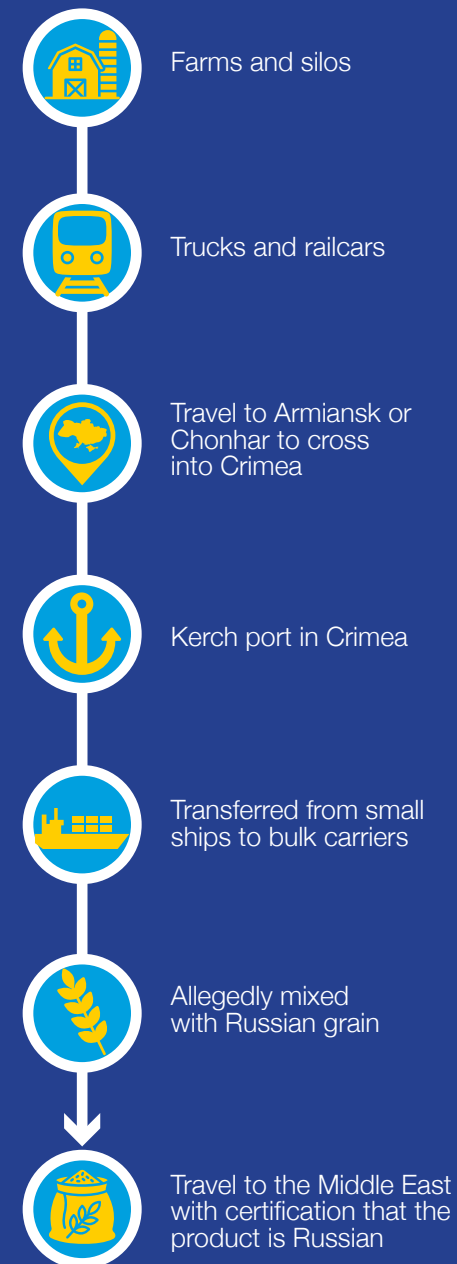 Farms and silos
Trucks and railcars
Travel to Armiansk or
Chonhar to cross
into Crimea
Kerch port in Crimea
Transferred from small
ships to bulk carriers
Allegedly mixed
with Russian grain
Travel to the Middle East
with certification that the
product is Russian